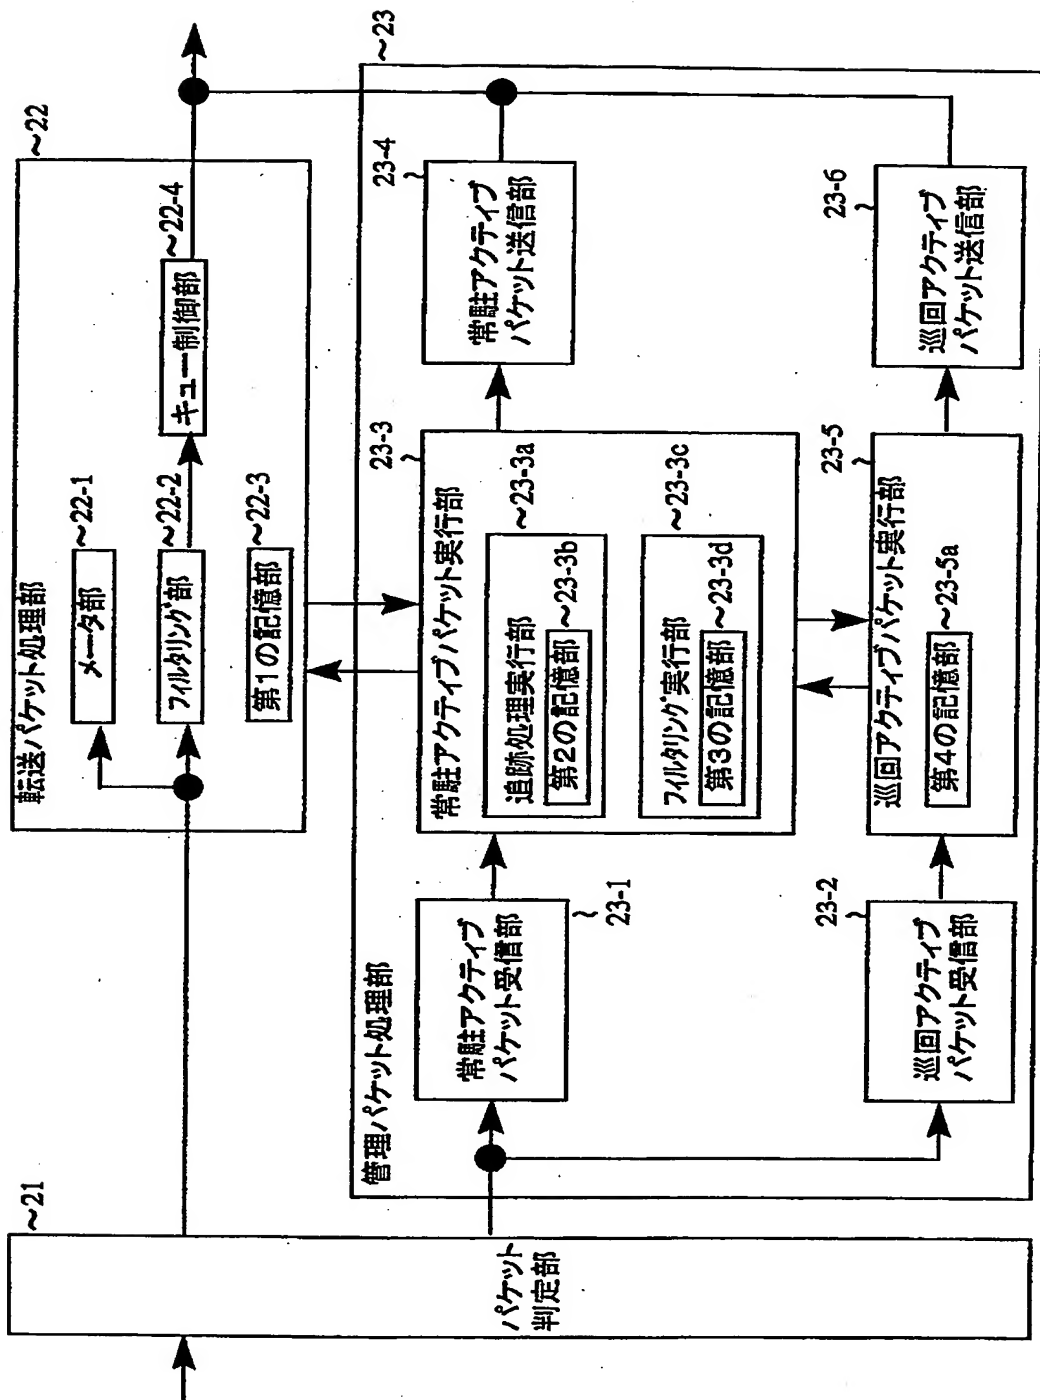 ~21
パケット
判定部
転送パケット処理部
~22
メータ部
~22-1
フィルタリング部
~22-2
第1の記憶部
~22-3
キュー制御部
~22-4
管理パケット処理部
~23
常駐アクティブ
パケット受信部
~
23-1
常駐アクティブパケット実行部
23-3
~
追跡処理実行部
~23-3a
第2の記憶部
~23-3b
フィルタリング実行部
~23-3c
第3の記憶部
~23-3d
常駐アクティブ
パケット送信部
23-4
~
巡回アクティブ
パケット受信部
23-2
~
巡回アクティブパケット実行部
23-5
~
第4の記憶部
~23-5a
巡回アクティブ
パケット送信部
23-6
~